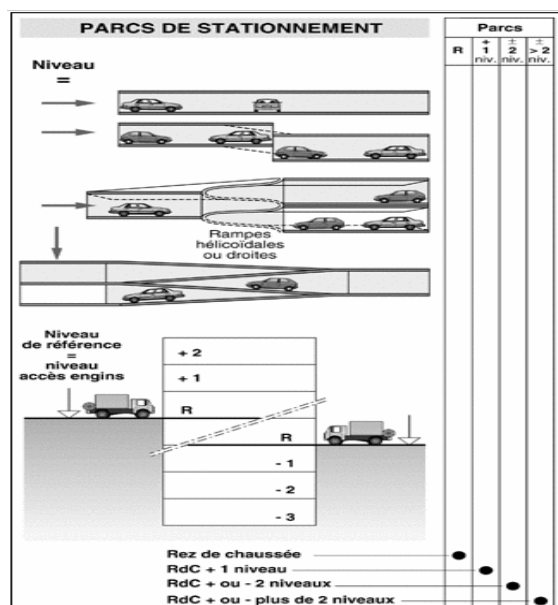 PARCS DE STATIONNEMENT
Parcs
R
+
1
niv.
±
2
niv.
±
> 2
niv.
Niveau
=
Rampes
hélicoïdales
ou droites
Niveau
de référence
=
niveau
accès engins
+ 2
+ 1
R
R
- 1
- 2
- 3
Rez de chaussée
RdC + 1 niveau
RdC + ou - 2 niveaux
RdC + ou - plus de 2 niveaux